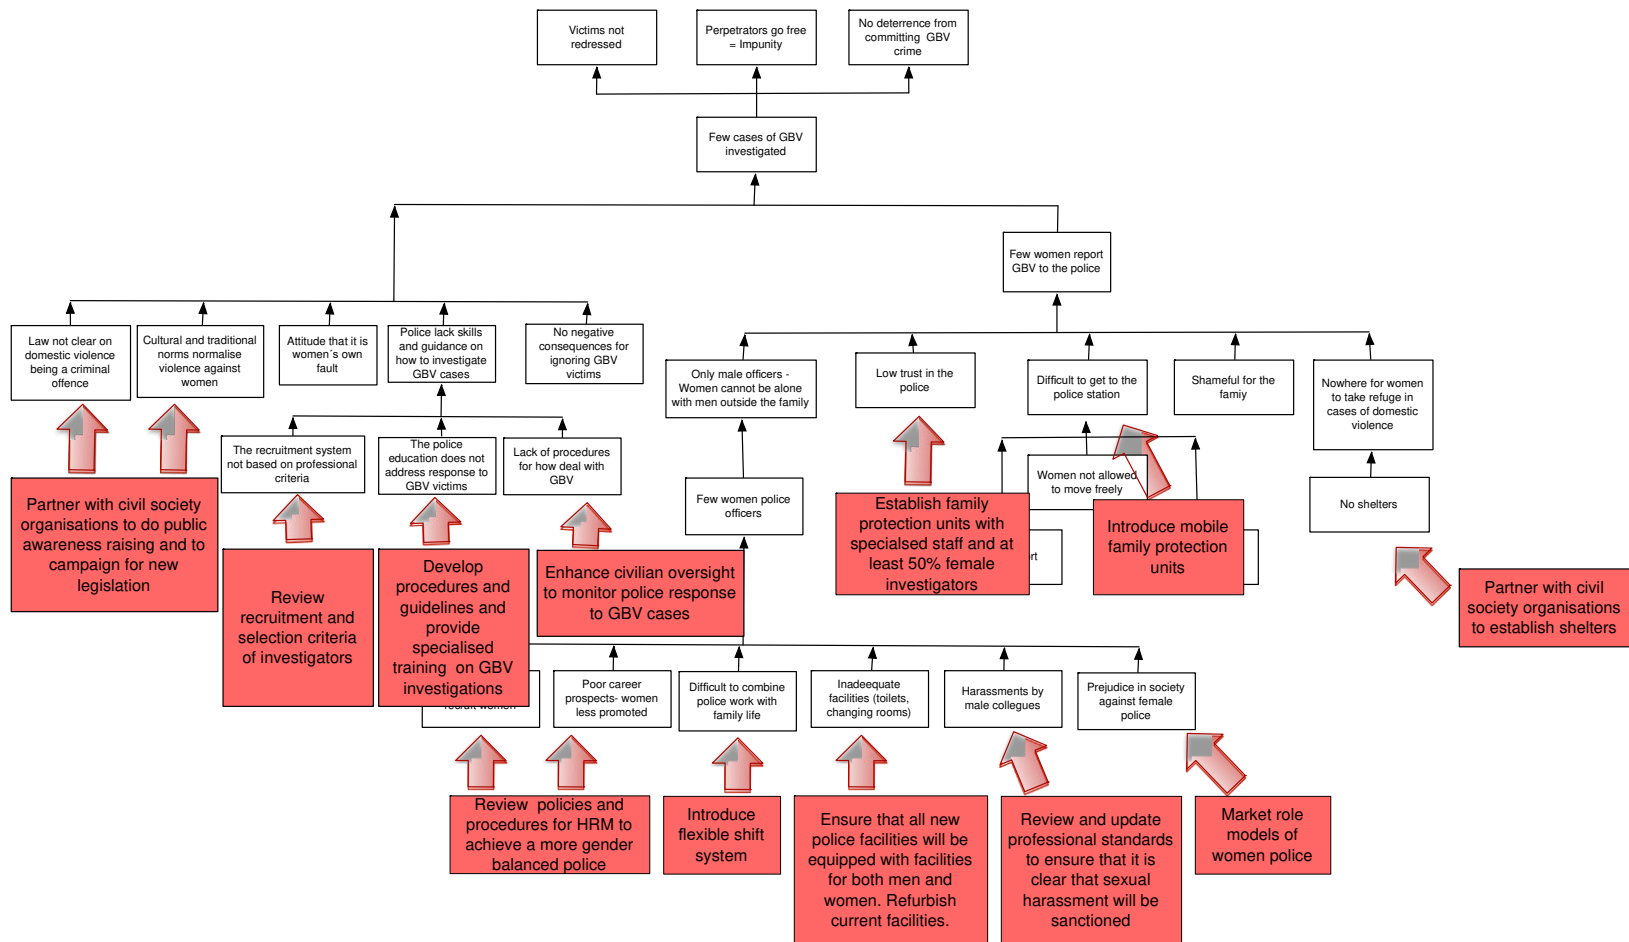 Victims not
redressed
Perpetrators go free
= Impunity
No deterrence from
committing GBV
crime
Few cases of GBV
investigated
Few women report
GBV to the police
Law not clear on
domestic violence
being a criminal
offence
Cultural and traditional
norms normalise
violence against
women
Attitude that it is
women´s own
fault
Police lack skills
and guidance on
how to investigate
GBV cases
No negative
consequences for
ignoring GBV
victims
Only male officers -
Women cannot be alone
with men outside the family
Low trust in the
police
Difficult to get to the
police station
Shameful for the
famiy
Nowhere for women
to take refuge in
cases of domestic
violence
The recruitment system
not based on professional
criteria
The police
education does not
address response to
GBV victims
Lack of procedures
for how deal with
GBV
Few women police
officers
Women not allowed
to move freely
No shelters
Partner with civil society
organisations to do public
awareness raising and to
campaign for new
legislation
Review
recruitment and
selection criteria
of investigators
Develop
procedures and
guidelines and
provide
specialised
training on GBV
investigations
Enhance civilian oversight
to monitor police response
to GBV cases
Establish family
protection units with
specialsed staff and at
least 50% female
investigators
Introduce mobile
family protection
units
Partner with civil
society organisations
to establish shelters
recruit women
Poor career
prospects- women
less promoted
Difficult to combine
police work with
family life
Inadeequate
facilities (toilets,
changing rooms)
Harassments by
male collegues
Prejudice in society
against female
police
Review policies and
procedures for HRM to
achieve a more gender
balanced police
Introduce
flexible shift
system
Ensure that all new
police facilities will be
equipped with facilities
for both men and
women. Refurbish
current facilities.
Review and update
professional standards
to ensure that it is
clear that sexual
harassment will be
sanctioned
Market role
models of
women police